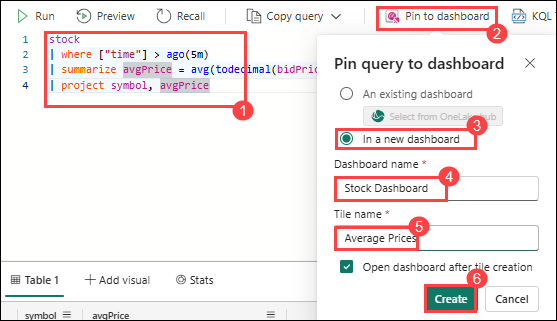 Run Preview Recall Copy query Pin to dashboard KQL
2
1 stock
2 | where ["time"] > ago(5m)
3 | summarize avgPrice = avg(todecimal(bidPric
4 | project symbol, avgPrice
1
Pin query to dashboard
An existing dashboard
Select from OneLake hub
3
In a new dashboard
Dashboard name *
4
Stock Dashboard
Tile name *
5
Average Prices
Open dashboard after tile creation
6
Create Cancel
Table 1 Add visual Stats
symbol avgPrice